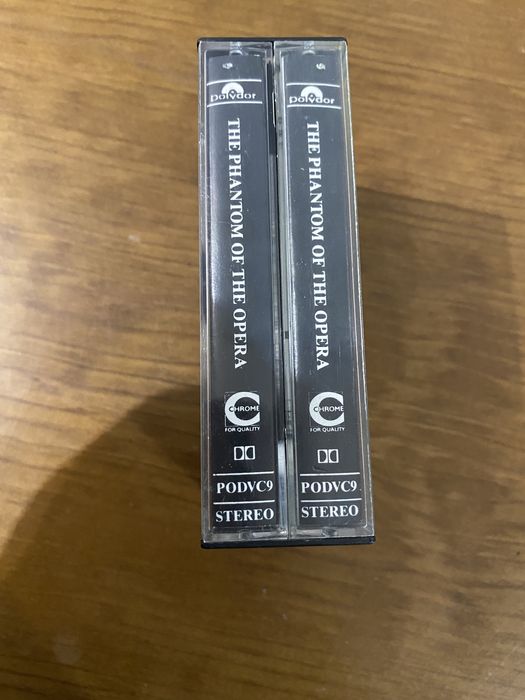 polydor
THE PHANTOM OF THE OPERA
CHROME
FOR QUALITY
PODVC9
STEREO
polydor
THE PHANTOM OF THE OPERA
CHROME
FOR QUALITY
PODVC9
STEREO